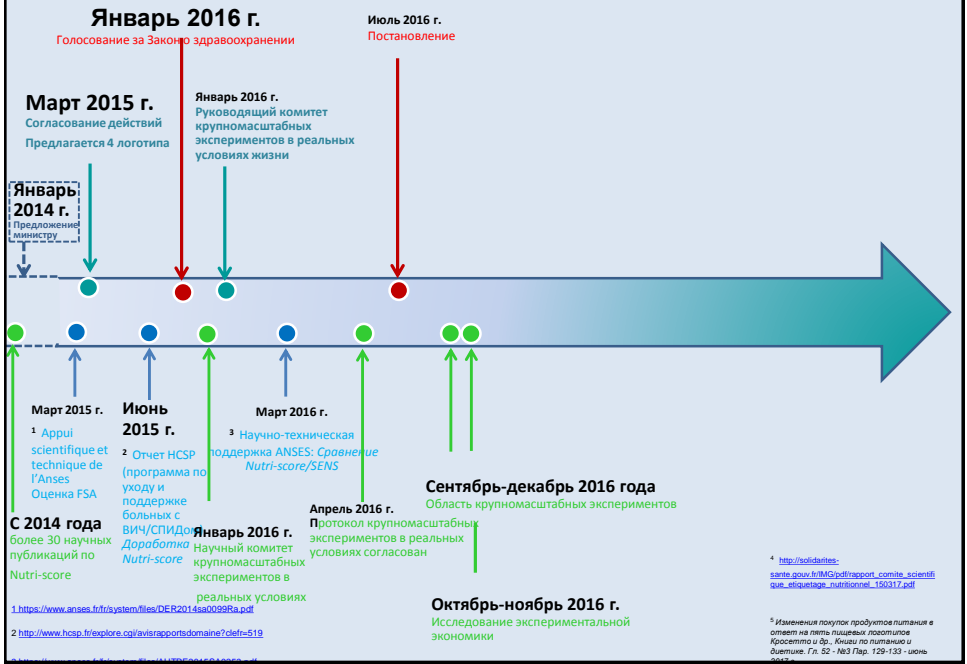 Январь 2016 г.
Голосование за Закон о здравоохранении
Июль 2016 г.
Постановление
Март 2015 г.
Согласование действий
Предлагается 4 логотипа
Январь 2016 г.
Руководящий комитет
крупномасштабных
экспериментов в реальных
условиях жизни
Январь
2014 г.
Предложение
министру
Март 2015 г.
1 Appui
scientifique et
technique de
l'Anses
Оценка FSA
Июнь
2015 г.
2 Отчет HCSP
(программа по
уходу и
поддержке
больных с
ВИЧ/СПИДом)
Доработка
Nutri-score
Март 2016 г.
3 Научно-техническая
поддержка ANSES: Сравнение
Nutri-score/SENS
С 2014 года
более 30 научных
публикаций по
Nutri-score
Январь 2016 г.
Научный комитет
крупномасштабных
экспериментов в
реальных условиях
Апрель 2016 г.
Протокол крупномасштабных
экспериментов в реальных
условиях согласован
Сентябрь-декабрь 2016 года
Область крупномасштабных экспериментов
Октябрь-ноябрь 2016 г.
Исследование экспериментальной
экономики
1 https://www.anses.fr/fr/system/files/DER2014sa0099Ra.pdf
2 http://www.hcsp.fr/explore.cgi/avisrapportsdomaine?clefr=519
4 http://solidarites-
sante.gouv.fr/IMG/pdf/rapport_comite_scientifi
que_etiquetage_nutritionnel_150317.pdf
5 Изменения покупок продуктов питания в
ответ на пять пищевых логотипов
Кросетто и др., Книги по питанию и
диетике. Гл. 52 - №3 Пар. 129-133 - июнь
2017 г.